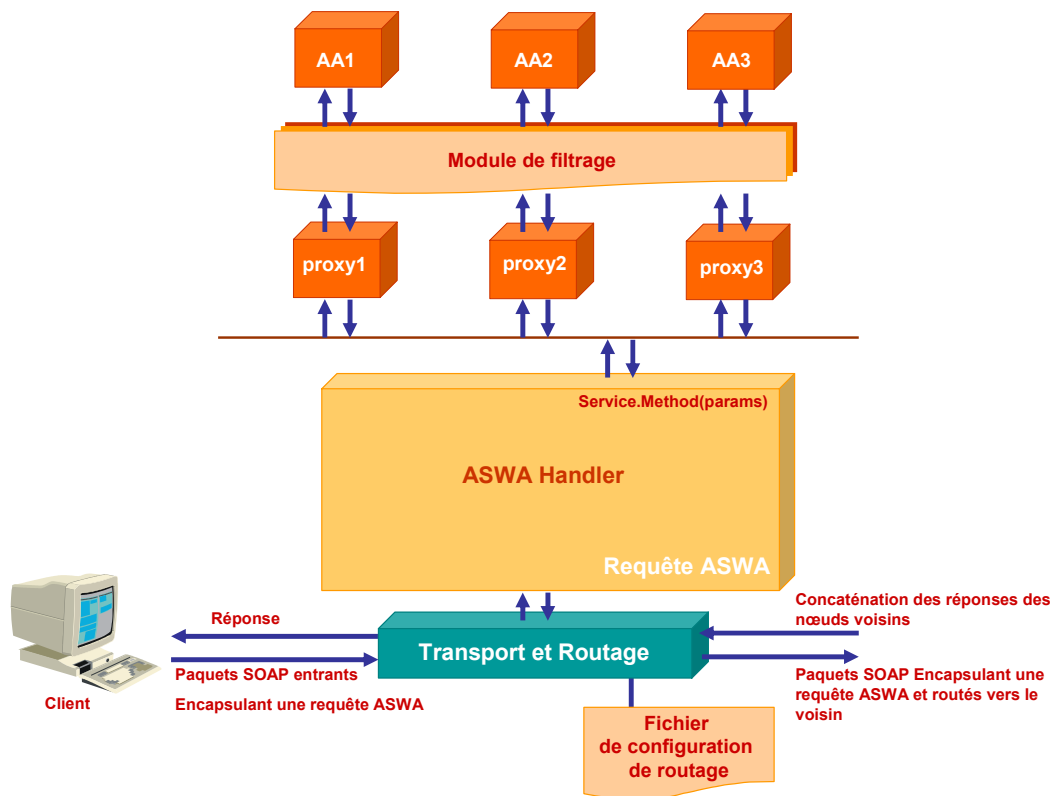 AA1
AA2
AA3
Module de filtrage
proxy1
proxy2
proxy3
Service.Method(params)
ASWA Handler
Requête ASWA
Réponse
Transport et Routage
Concaténation des réponses des
nœuds voisins
Client
Paquets SOAP entrants
Encapsulant une requête ASWA
Paquets SOAP Encapsulant une
requête ASWA et routés vers le
voisin
Fichier
de configuration
de routage